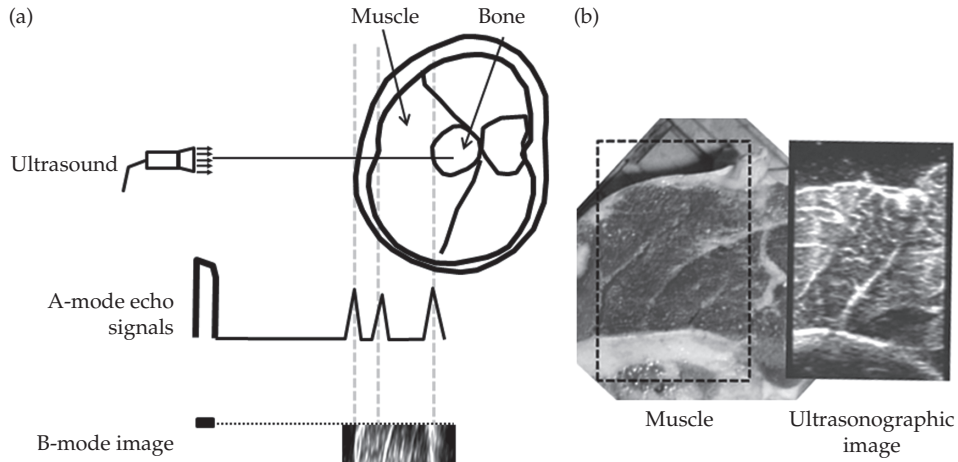 (a)
Muscle
Bone
(b)
Ultrasound
A-mode echo
signals
B-mode image
Muscle
Ultrasonographic
image